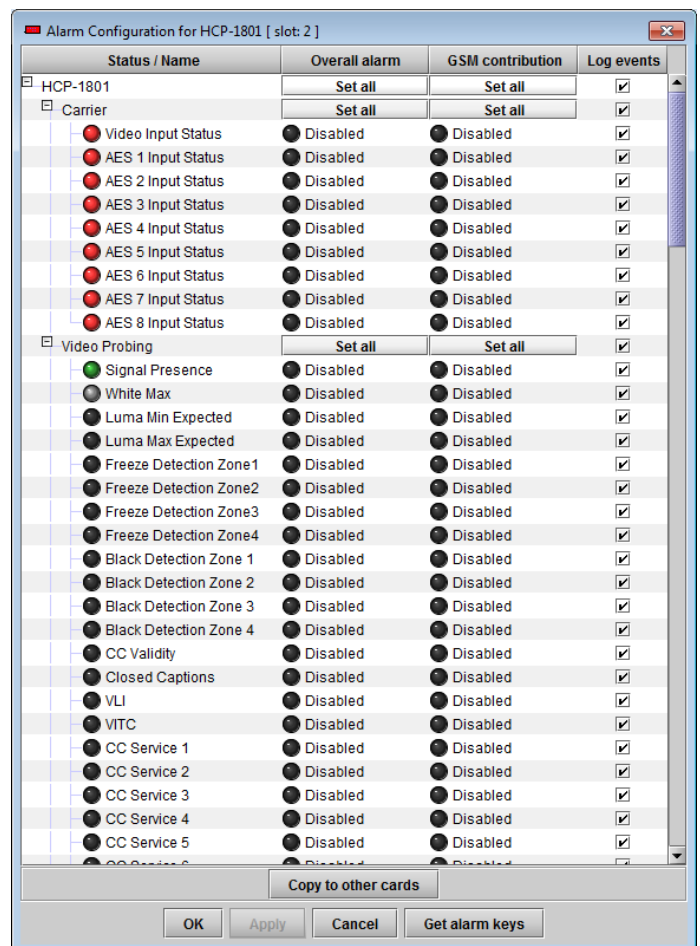 Alarm Configuration for HCP-1801 [ slot: 2 ]
Status / Name Overall alarm GSM contribution Log events
HCP-1801 Set all Set all
Carrier Set all Set all
Video Input Status Disabled Disabled
AES 1 Input Status Disabled Disabled
AES 2 Input Status Disabled Disabled
AES 3 Input Status Disabled Disabled
AES 4 Input Status Disabled Disabled
AES 5 Input Status Disabled Disabled
AES 6 Input Status Disabled Disabled
AES 7 Input Status Disabled Disabled
AES 8 Input Status Disabled Disabled
Video Probing Set all Set all
Signal Presence Disabled Disabled
White Max Disabled Disabled
Luma Min Expected Disabled Disabled
Luma Max Expected Disabled Disabled
Freeze Detection Zone1 Disabled Disabled
Freeze Detection Zone2 Disabled Disabled
Freeze Detection Zone3 Disabled Disabled
Freeze Detection Zone4 Disabled Disabled
Black Detection Zone 1 Disabled Disabled
Black Detection Zone 2 Disabled Disabled
Black Detection Zone 3 Disabled Disabled
Black Detection Zone 4 Disabled Disabled
CC Validity Disabled Disabled
Closed Captions Disabled Disabled
VLI Disabled Disabled
VITC Disabled Disabled
CC Service 1 Disabled Disabled
CC Service 2 Disabled Disabled
CC Service 3 Disabled Disabled
CC Service 4 Disabled Disabled
CC Service 5 Disabled Disabled
Copy to other cards
OK Apply Cancel Get alarm keys